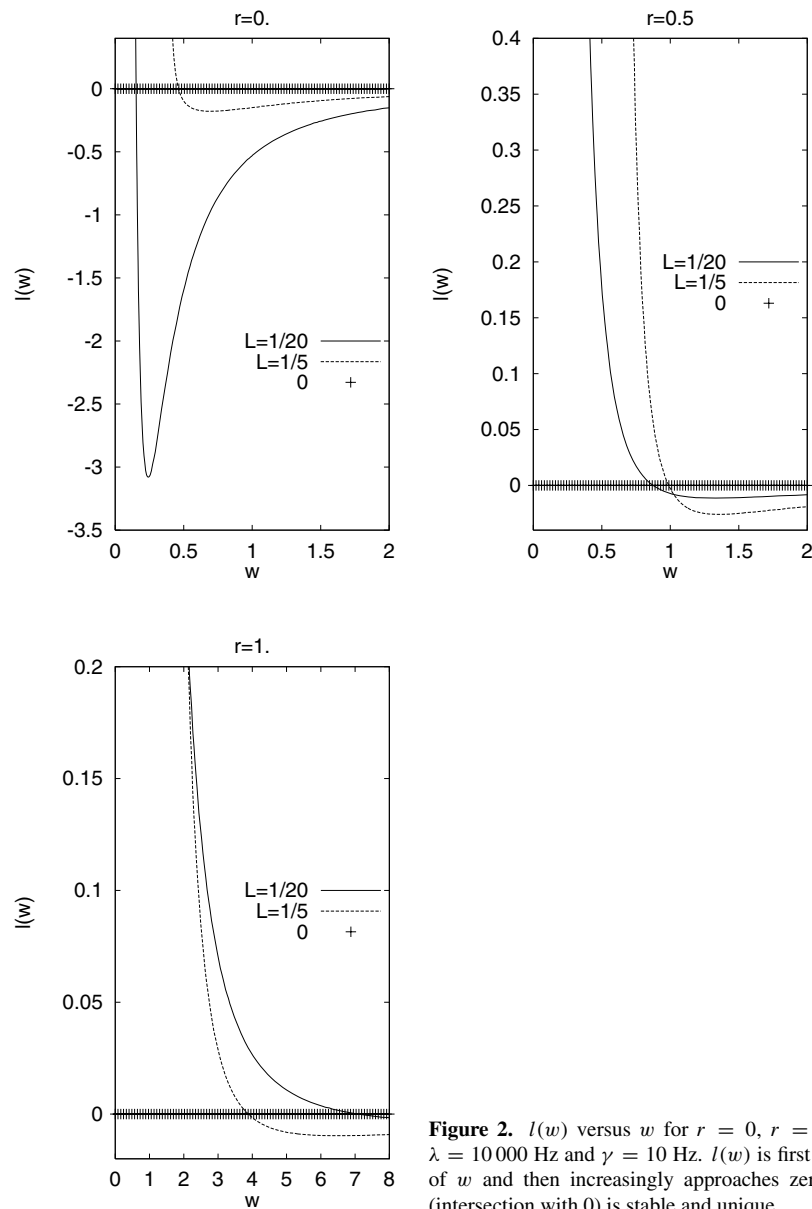 r=0.
0
-0.5
-1
-1.5
-2
-2.5
-3
-3.5
l(w)
L=1/20
L=1/5
0
0 0.5 1 1.5 2
w
r=0.5
0.4
0.35
0.3
0.25
0.2
0.15
0.1
0.05
0
l(w)
L=1/20
L=1/5
0
0 0.5 1 1.5 2
w
r=1.
0.2
0.15
0.1
0.05
0
l(w)
L=1/20
L=1/5
0
0 1 2 3 4 5 6 7 8
w
Figure 2. l(w) versus w for r = 0, r =
λ = 10 000 Hz and γ = 10 Hz. l(w) is first
of w and then increasingly approaches zer
(intersection with 0) is stable and unique.